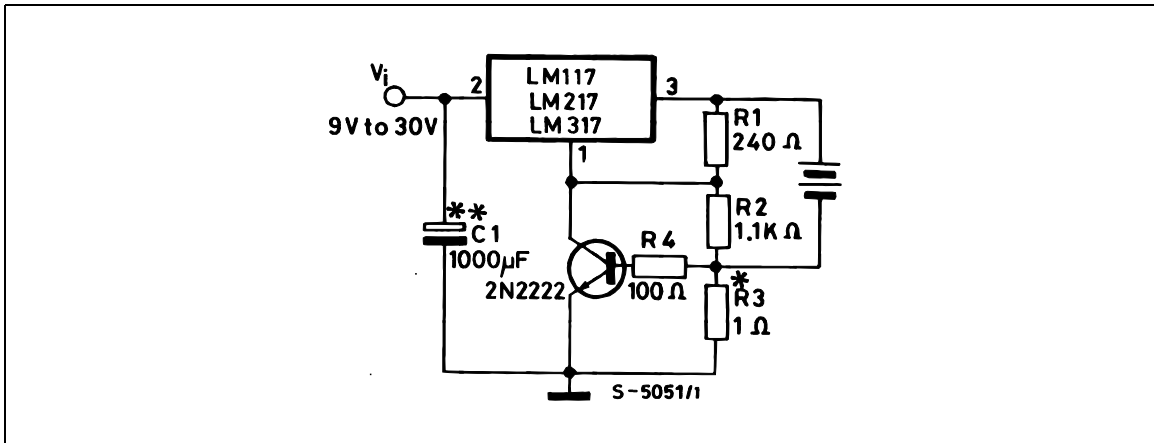 Vi
9V to 30V
2
LM117
LM217
LM317
3
1
R1
240 Ω
R2
1.1K Ω
R4
100 Ω
* R3
1 Ω
** C1
1000µF
2N2222
S-5051/1